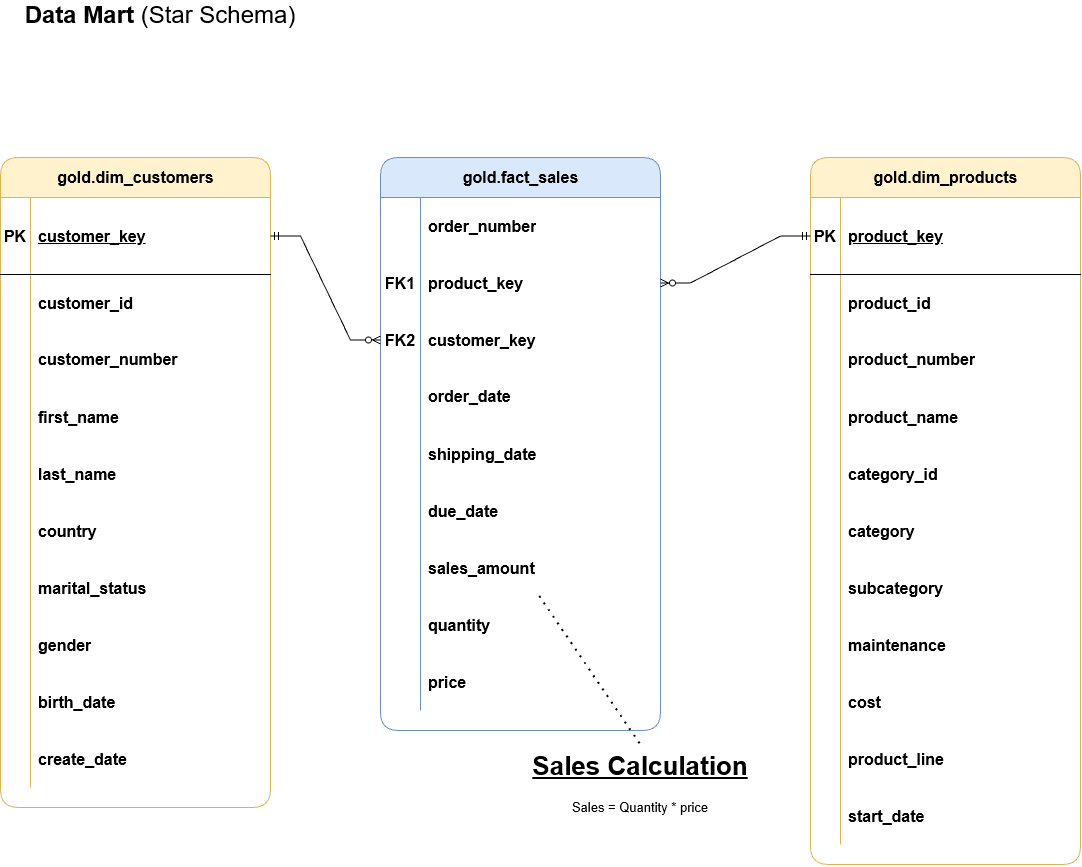 Data Mart (Star Schema)
gold.dim_customers
PK customer_key
customer_id
customer_number
first_name
last_name
country
marital_status
gender
birth_date
create_date
gold.fact_sales
order_number
FK1 product_key
FK2 customer_key
order_date
shipping_date
due_date
sales_amount
quantity
price
Sales Calculation
Sales = Quantity * price
gold.dim_products
PK product_key
product_id
product_number
product_name
category_id
category
subcategory
maintenance
cost
product_line
start_date